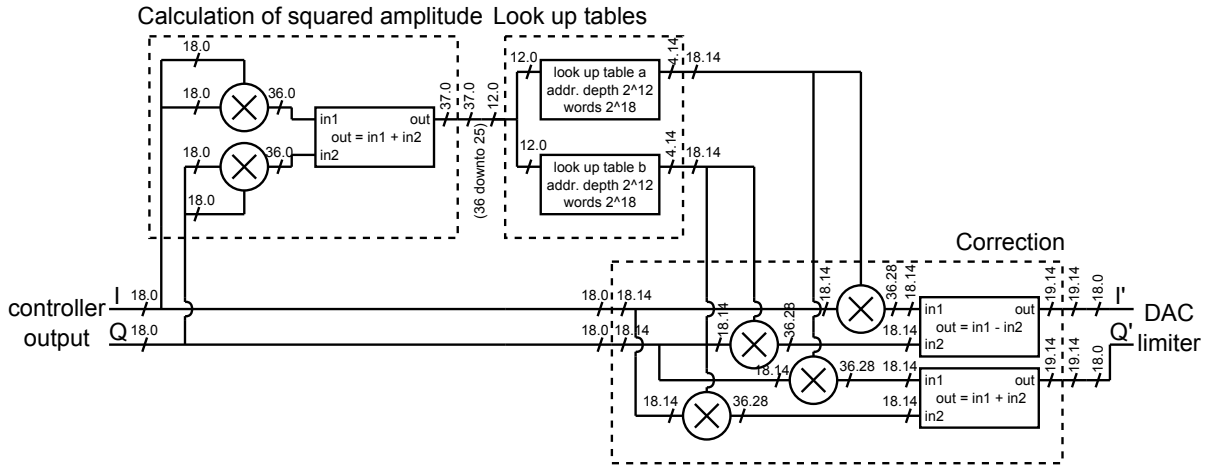 Calculation of squared amplitude
Look up tables
18.0
18.0
36.0
in1
out
out = in1 + in2
in2
18.0
36.0
18.0
37.0
37.0
12.0
(36 downto 25)
12.0
look up table a
addr. depth 2^12
words 2^18
4.14
18.14
12.0
look up table b
addr. depth 2^12
words 2^18
4.14
18.14
Correction
controller
output
I
18.0
Q
18.0
18.0
18.14
18.0
18.14
18.14
36.28
18.14
in1
out
out = in1 - in2
in2
19.14
19.14
18.0
I'
DAC
limiter
Q'
18.14
36.28
18.14
18.14
36.28
18.14
in1
out
out = in1 + in2
in2
19.14
19.14
18.0
18.14
36.28
18.14